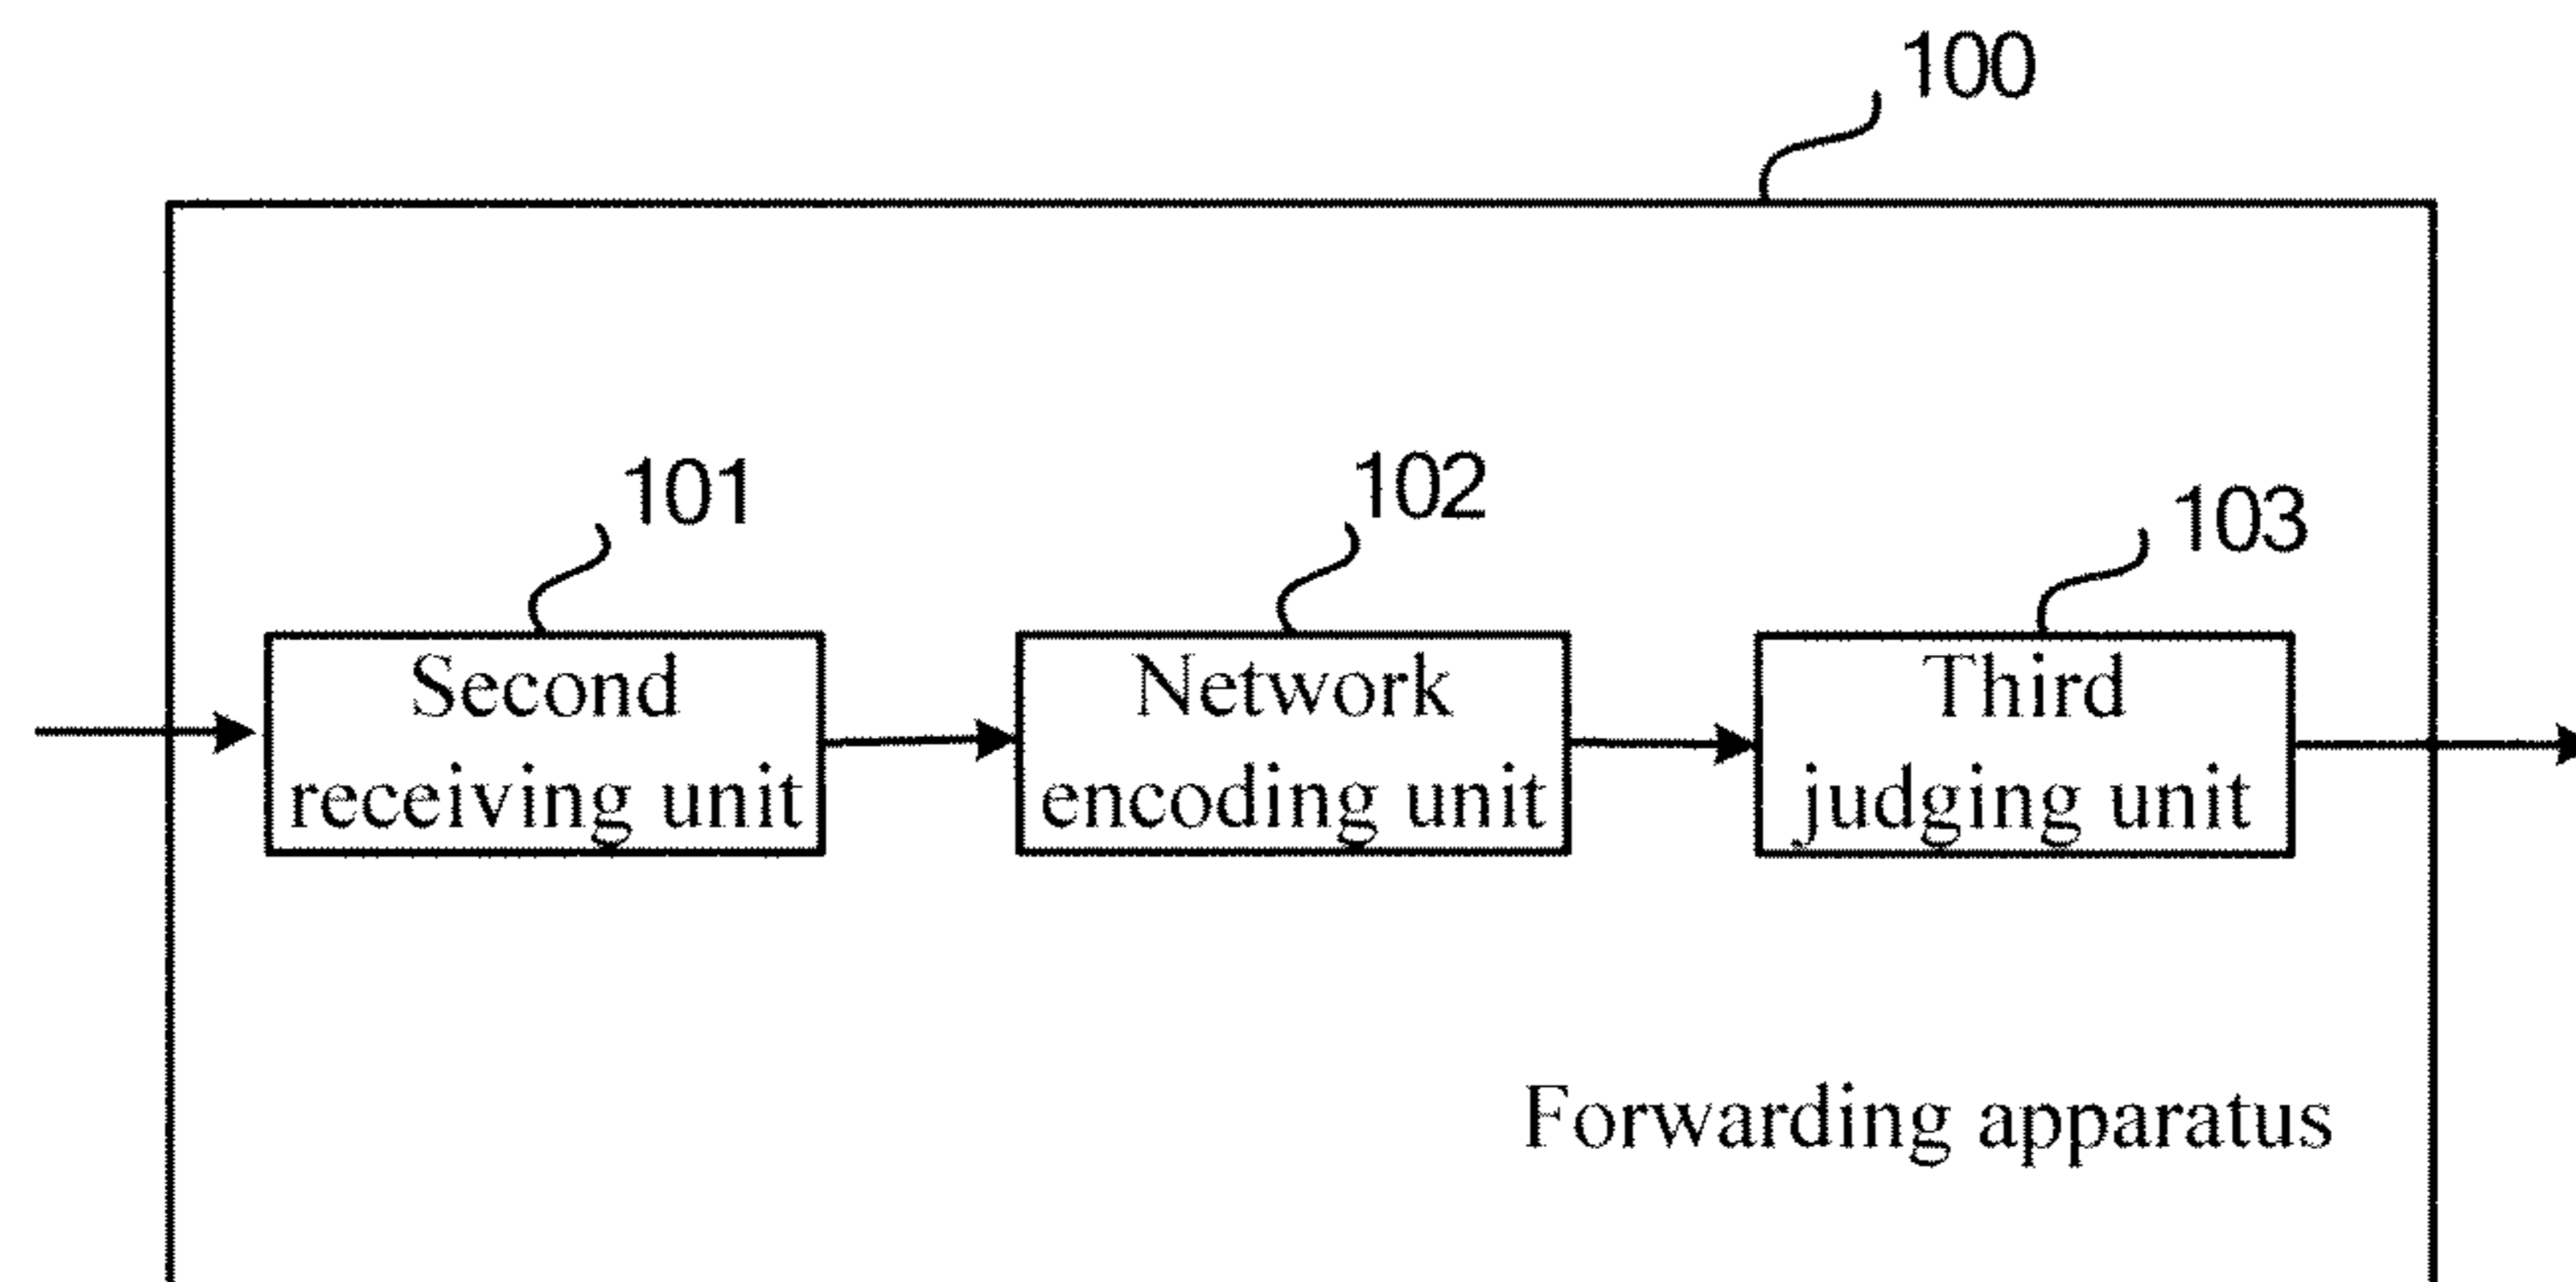 100
101
102
103
Second
receiving unit
Network
encoding unit
Third
judging unit
Forwarding apparatus